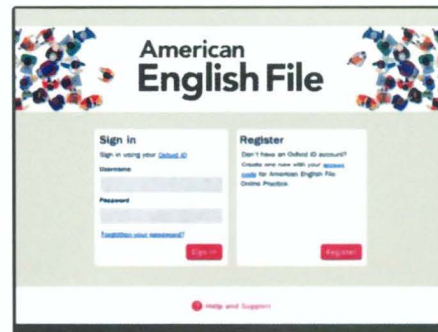 American
English File
Sign in
Sign in using your Oxford ID
Username
Password
Forgotten your password?
Sign in
Register
Don't have an Oxford ID account?
Create one now with your access
code for American English File
Online Practice.
Register
? Help and Support